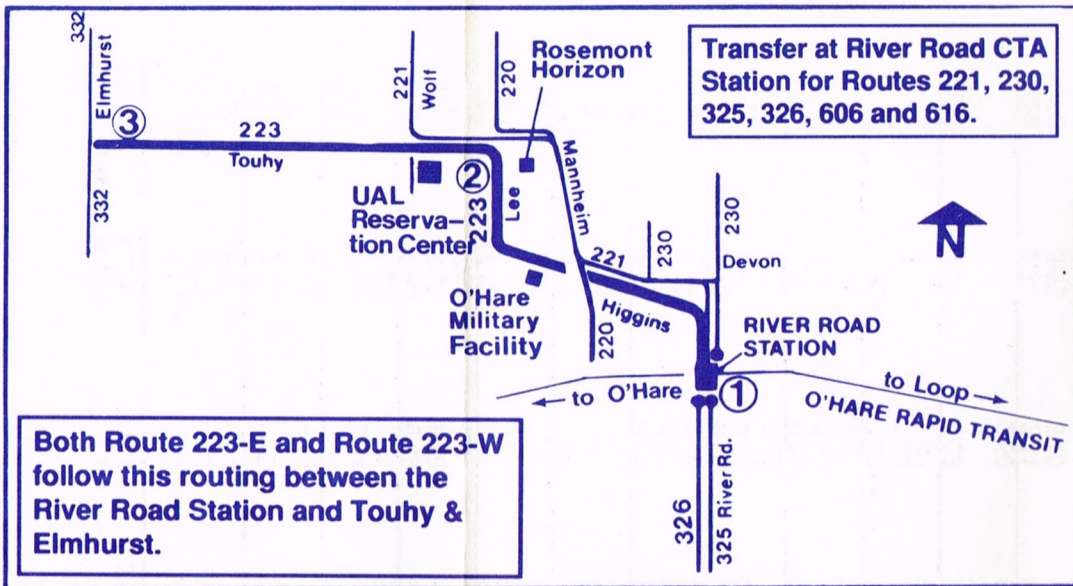 332
Elmhurst
3
223
Touhy
332
221
Wolf
220
Rosemont
Horizon
Transfer at River Road CTA
Station for Routes 221, 230,
325, 326, 606 and 616.
UAL
Reserva–
tion Center
2
223
Lee
Mannheim
221
230
230
Devon
N
O'Hare
Military
Facility
220
Higgins
RIVER ROAD
STATION
← to O'Hare
1
to Loop →
O'HARE RAPID TRANSIT
326
325 River Rd.
Both Route 223-E and Route 223-W
follow this routing between the
River Road Station and Touhy &
Elmhurst.